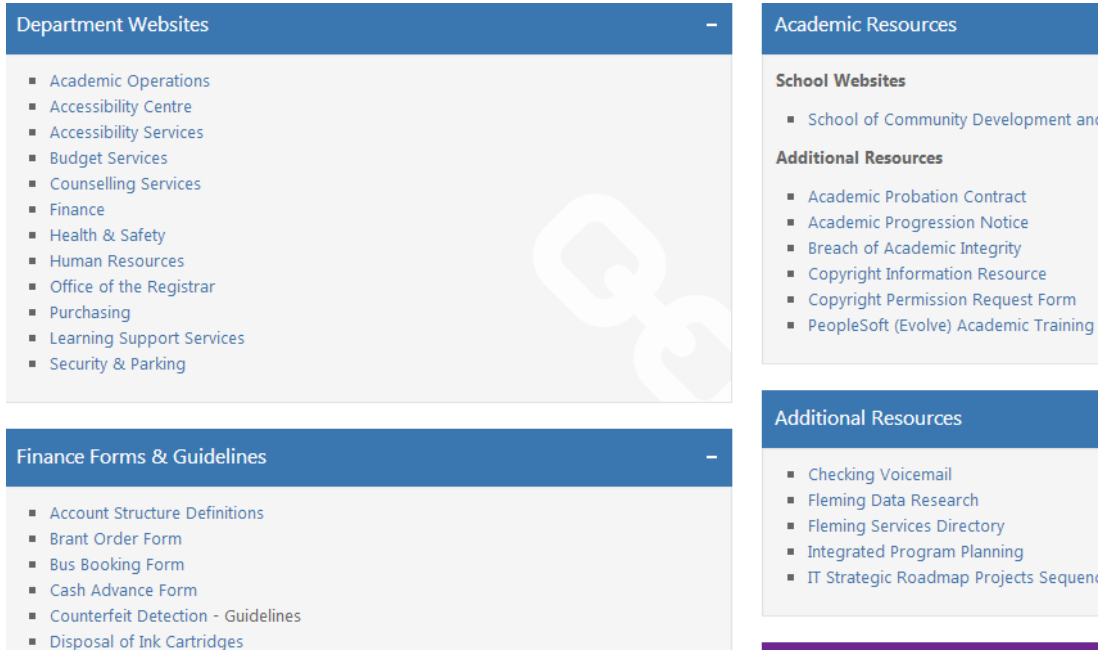 Department Websites
Academic Operations
Accessibility Centre
Accessibility Services
Budget Services
Counselling Services
Finance
Health & Safety
Human Resources
Office of the Registrar
Purchasing
Learning Support Services
Security & Parking
Finance Forms & Guidelines
Account Structure Definitions
Brant Order Form
Bus Booking Form
Cash Advance Form
Counterfeit Detection - Guidelines
Disposal of Ink Cartridges
Academic Resources
School Websites
School of Community Development and
Additional Resources
Academic Probation Contract
Academic Progression Notice
Breach of Academic Integrity
Copyright Information Resource
Copyright Permission Request Form
PeopleSoft (Evolve) Academic Training
Additional Resources
Checking Voicemail
Fleming Data Research
Fleming Services Directory
Integrated Program Planning
IT Strategic Roadmap Projects